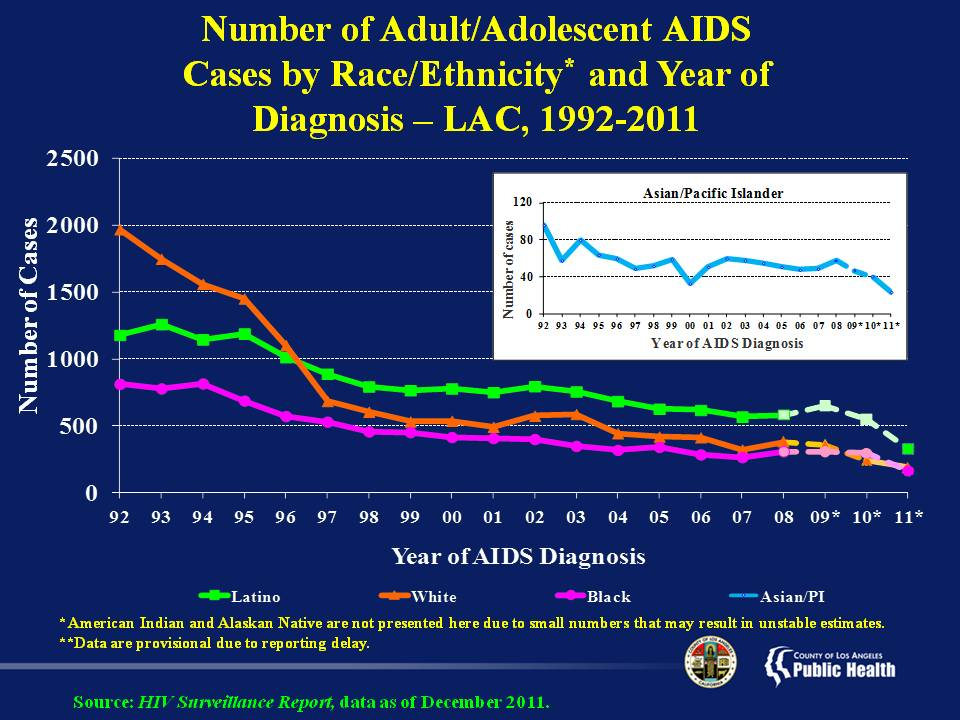 Number of Adult/Adolescent AIDS
Cases by Race/Ethnicity* and Year of
Diagnosis – LAC, 1992-2011
Number of Cases
2500
2000
1500
1000
500
0
92 93 94 95 96 97 98 99 00 01 02 03 04 05 06 07 08 09* 10* 11*
Year of AIDS Diagnosis
Asian/Pacific Islander
Number of cases
120
80
40
0
92 93 94 95 96 97 98 99 00 01 02 03 04 05 06 07 08 09* 10* 11*
Year of AIDS Diagnosis
Latino White Black Asian/PI
*American Indian and Alaskan Native are not presented here due to small numbers that may result in unstable estimates.
**Data are provisional due to reporting delay.
COUNTY OF LOS ANGELES
Public Health
Source: HIV Surveillance Report, data as of December 2011.